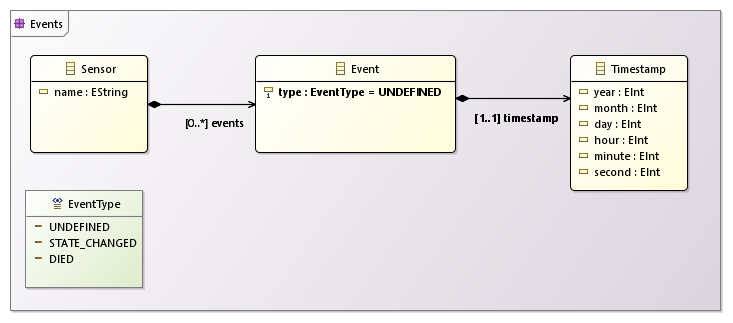 Events
Sensor
name : EString
[0..*] events
Event
1
type : EventType = UNDEFINED
[1..1] timestamp
Timestamp
year : EInt
month : EInt
day : EInt
hour : EInt
minute : EInt
second : EInt
EventType
UNDEFINED
STATE_CHANGED
DIED